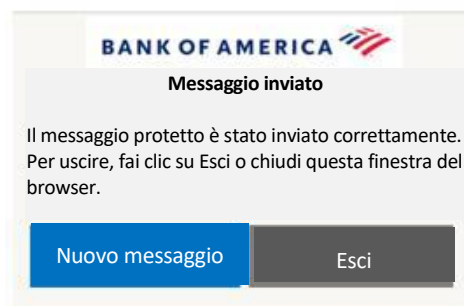 BANK OF AMERICA
Messaggio inviato
Il messaggio protetto è stato inviato correttamente.
Per uscire, fai clic su Esci o chiudi questa finestra del
browser.
Nuovo messaggio
Esci